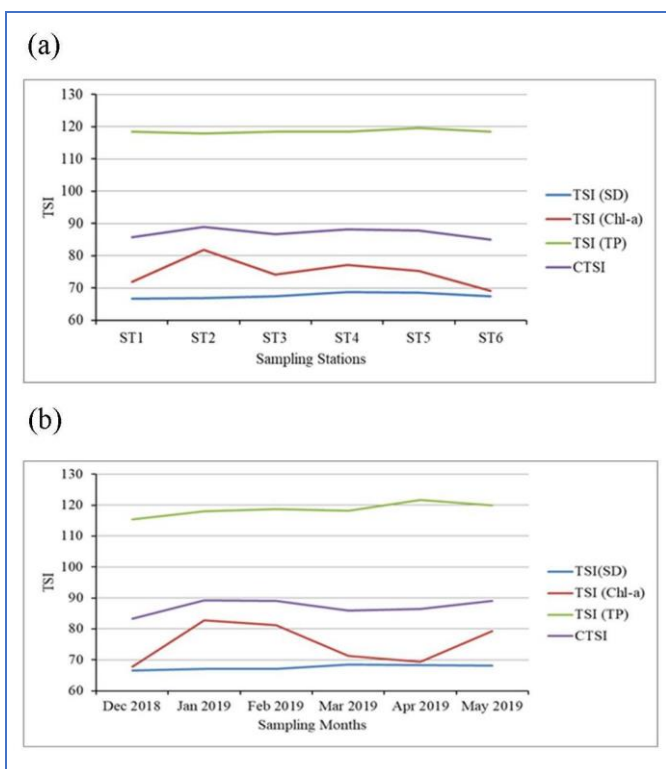 (a)
130
120
110
100
90
80
70
60
TSI
ST1 ST2 ST3 ST4 ST5 ST6
Sampling Stations
TSI (SD)
TSI (Chl-a)
TSI (TP)
CTSI
(b)
130
120
110
100
90
80
70
60
TSI
Dec 2018 Jan 2019 Feb 2019 Mar 2019 Apr 2019 May 2019
Sampling Months
TSI(SD)
TSI (Chl-a)
TSI (TP)
CTSI